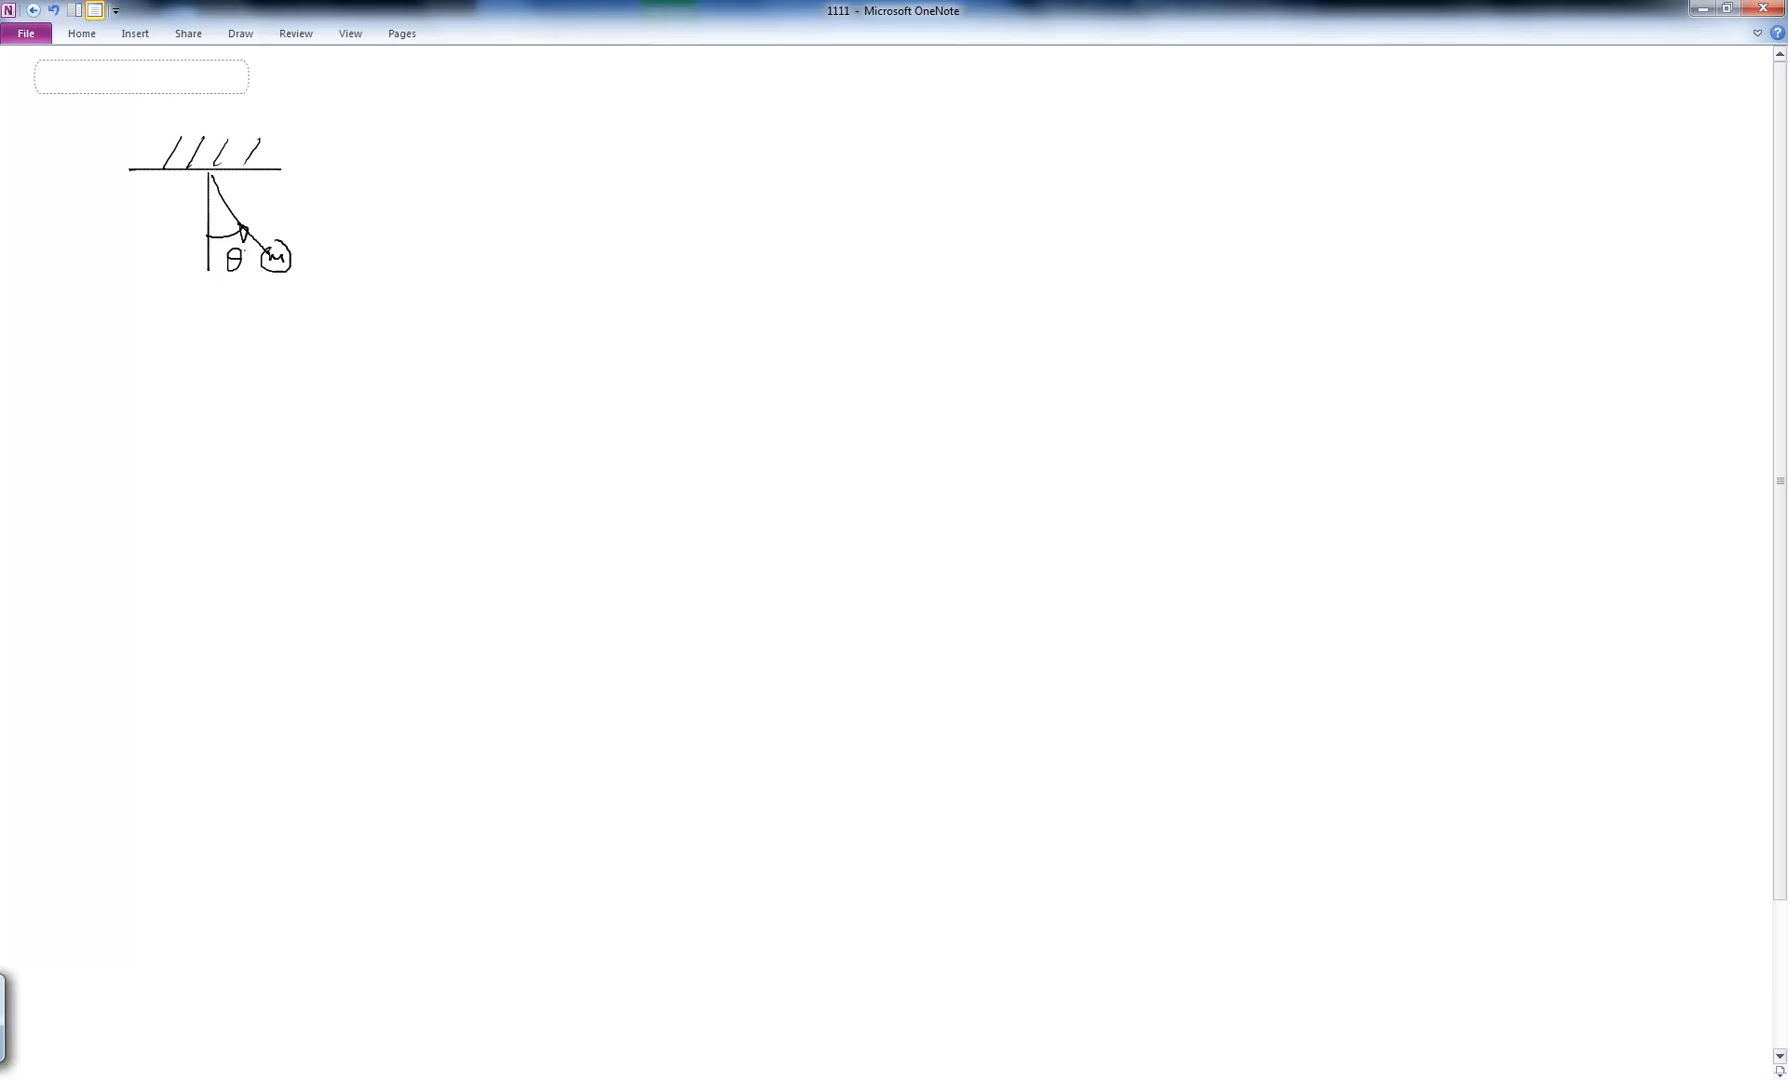 1111 - Microsoft OneNote
File Home Insert Share Draw Review View Pages
θ m